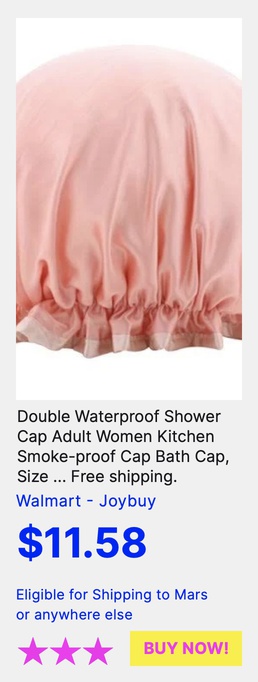 Double Waterproof Shower
Cap Adult Women Kitchen
Smoke-proof Cap Bath Cap,
Size ... Free shipping.
Walmart - Joybuy
$11.58
Eligible for Shipping to Mars
or anywhere else
BUY NOW!